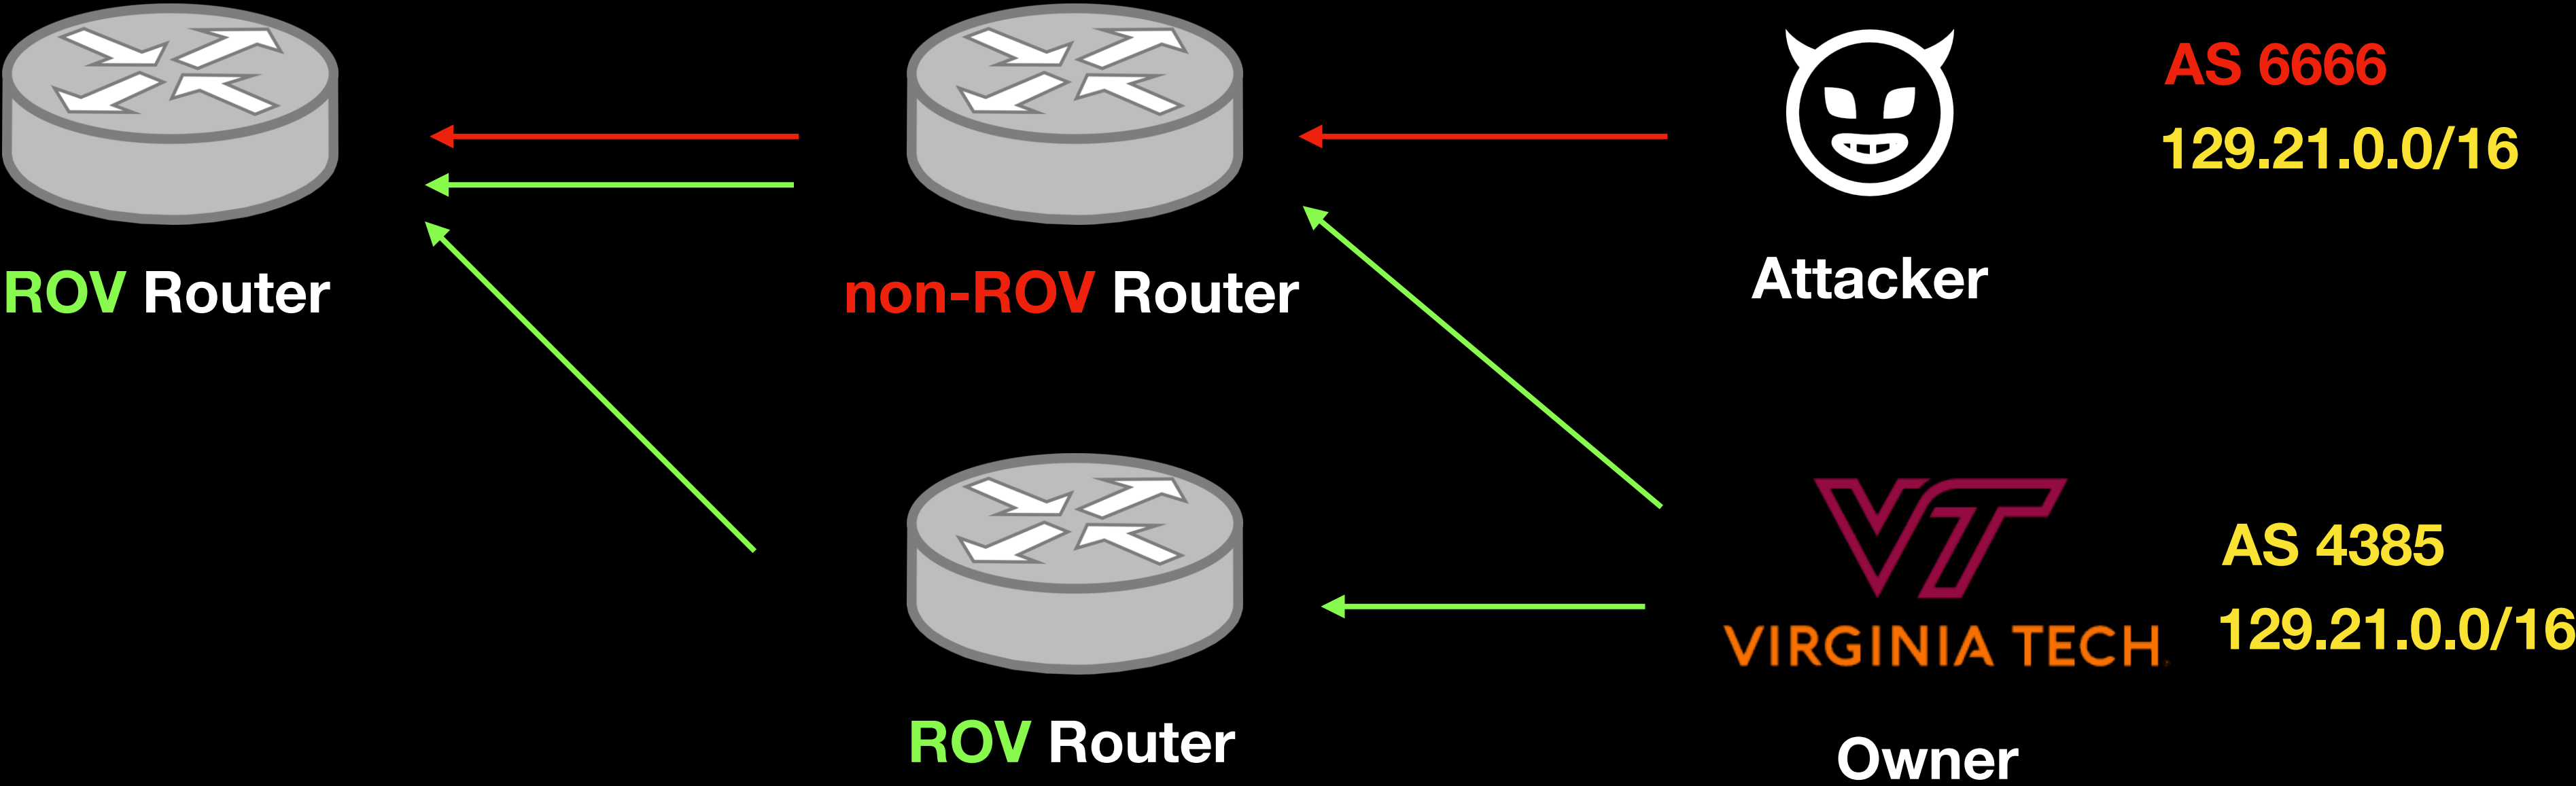 AS 6666
129.21.0.0/16
ROV Router
non-ROV Router
Attacker
VT
VIRGINIA TECH
AS 4385
129.21.0.0/16
ROV Router
Owner